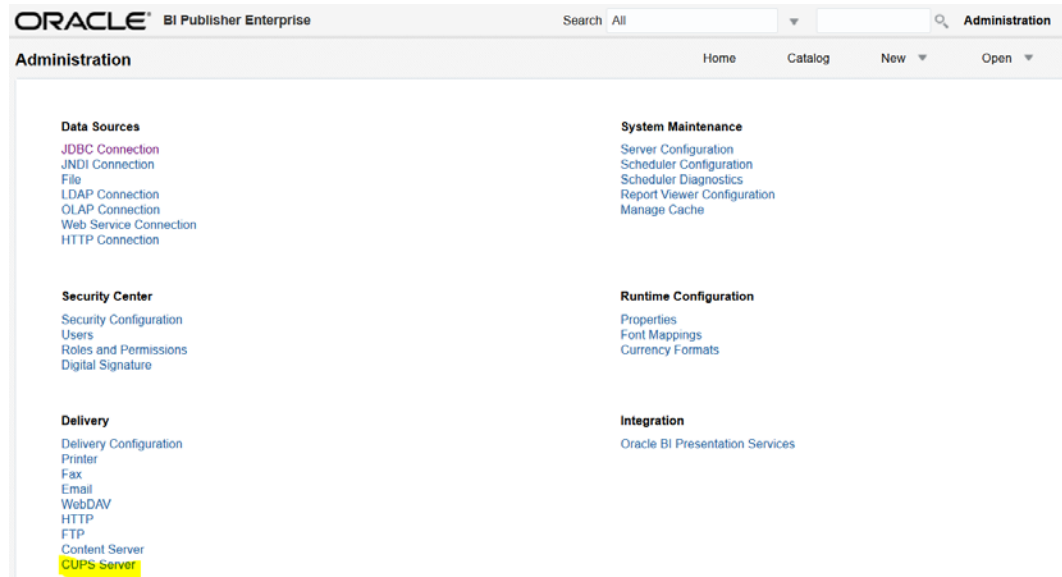 ORACLE® BI Publisher Enterprise Search All Administration
Administration Home Catalog New Open
Data Sources
JDBC Connection
JNDI Connection
File
LDAP Connection
OLAP Connection
Web Service Connection
HTTP Connection
System Maintenance
Server Configuration
Scheduler Configuration
Scheduler Diagnostics
Report Viewer Configuration
Manage Cache
Security Center
Security Configuration
Users
Roles and Permissions
Digital Signature
Runtime Configuration
Properties
Font Mappings
Currency Formats
Delivery
Delivery Configuration
Printer
Fax
Email
WebDAV
HTTP
FTP
Content Server
CUPS Server
Integration
Oracle BI Presentation Services